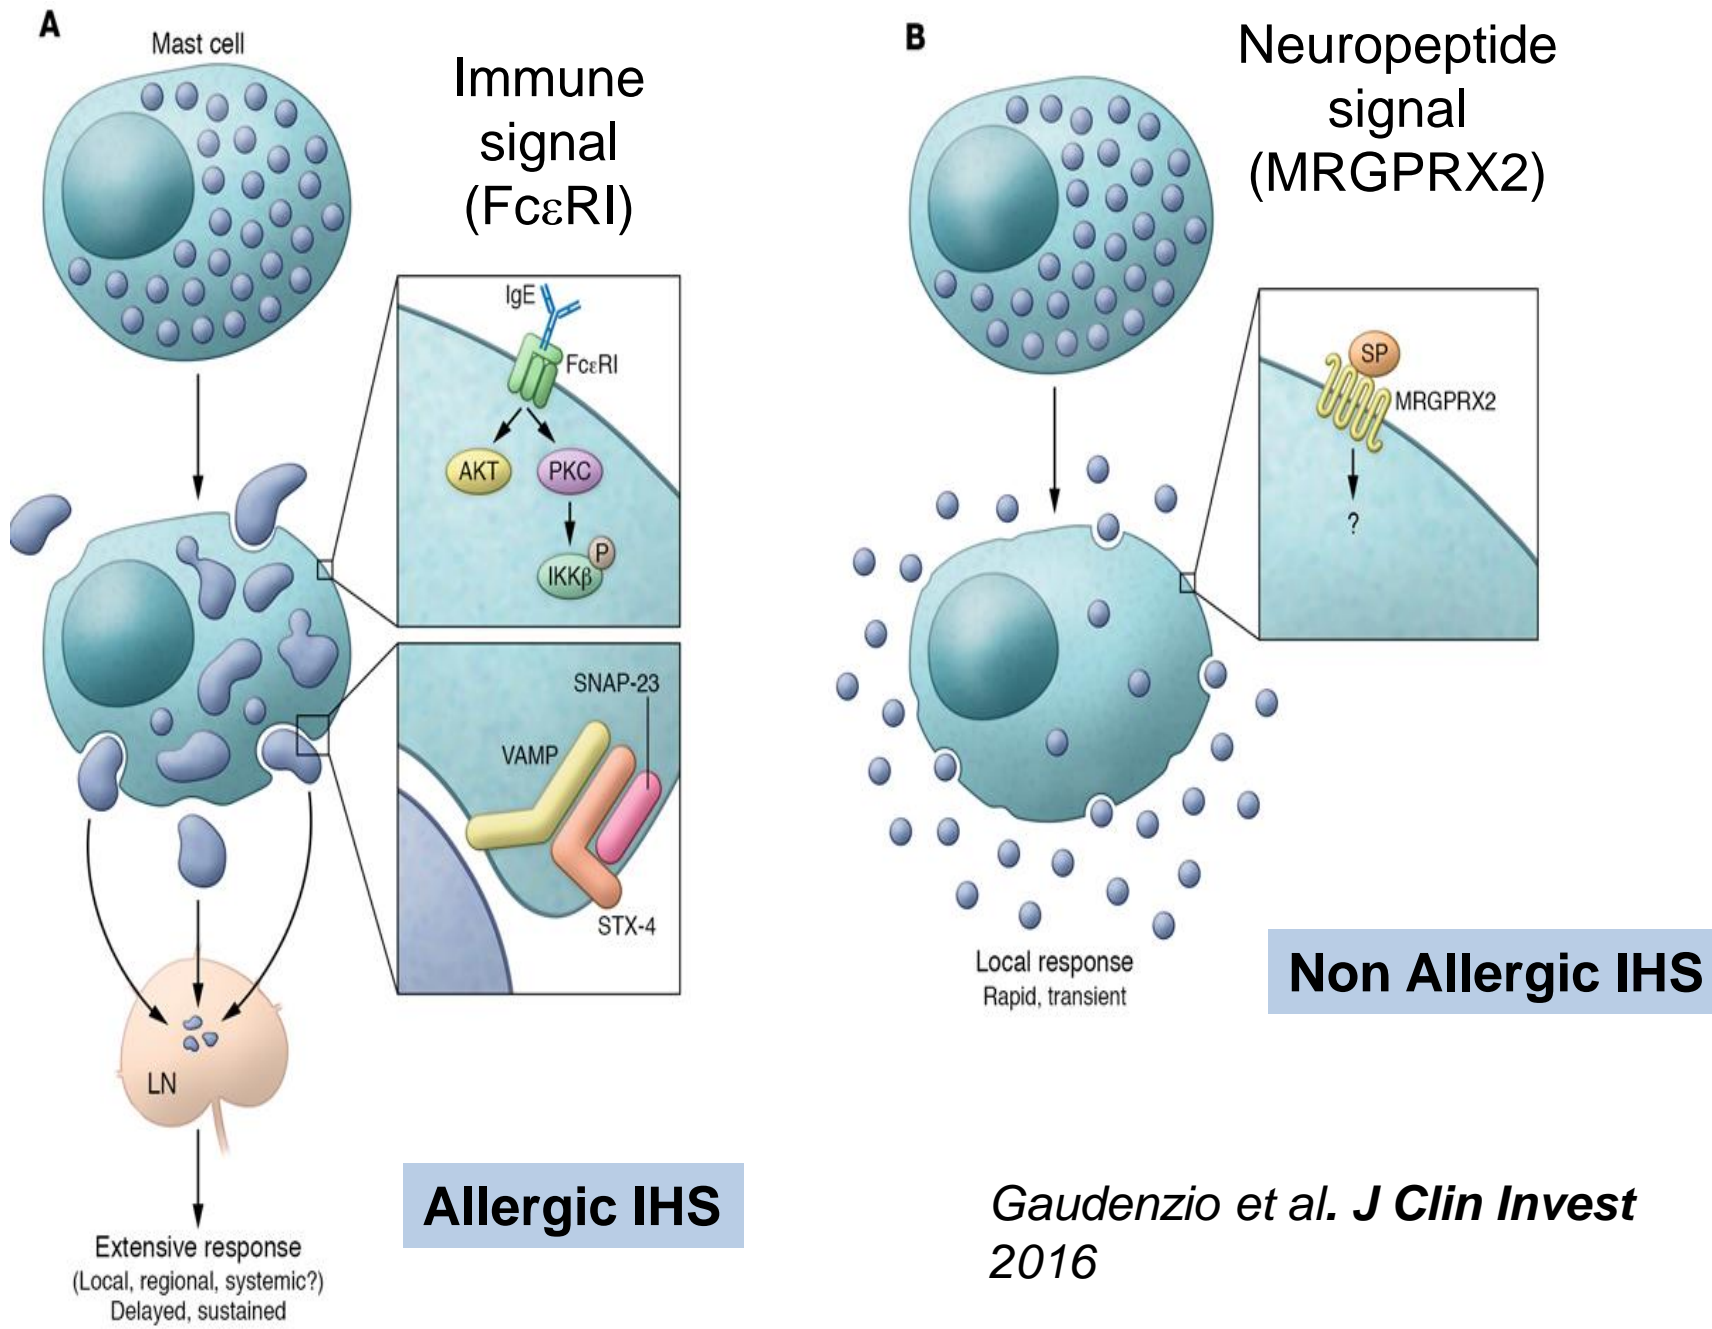 A
Mast cell
Immune
signal
(FcεRI)
IgE
FcεRI
AKT
PKC
P
IKKβ
SNAP-23
VAMP
STX-4
LN
Extensive response
(Local, regional, systemic?)
Delayed, sustained
Allergic IHS
B
Neuropeptide
signal
(MRGPRX2)
SP
MRGPRX2
?
Local response
Rapid, transient
Non Allergic IHS
Gaudenzio et al. J Clin Invest
2016